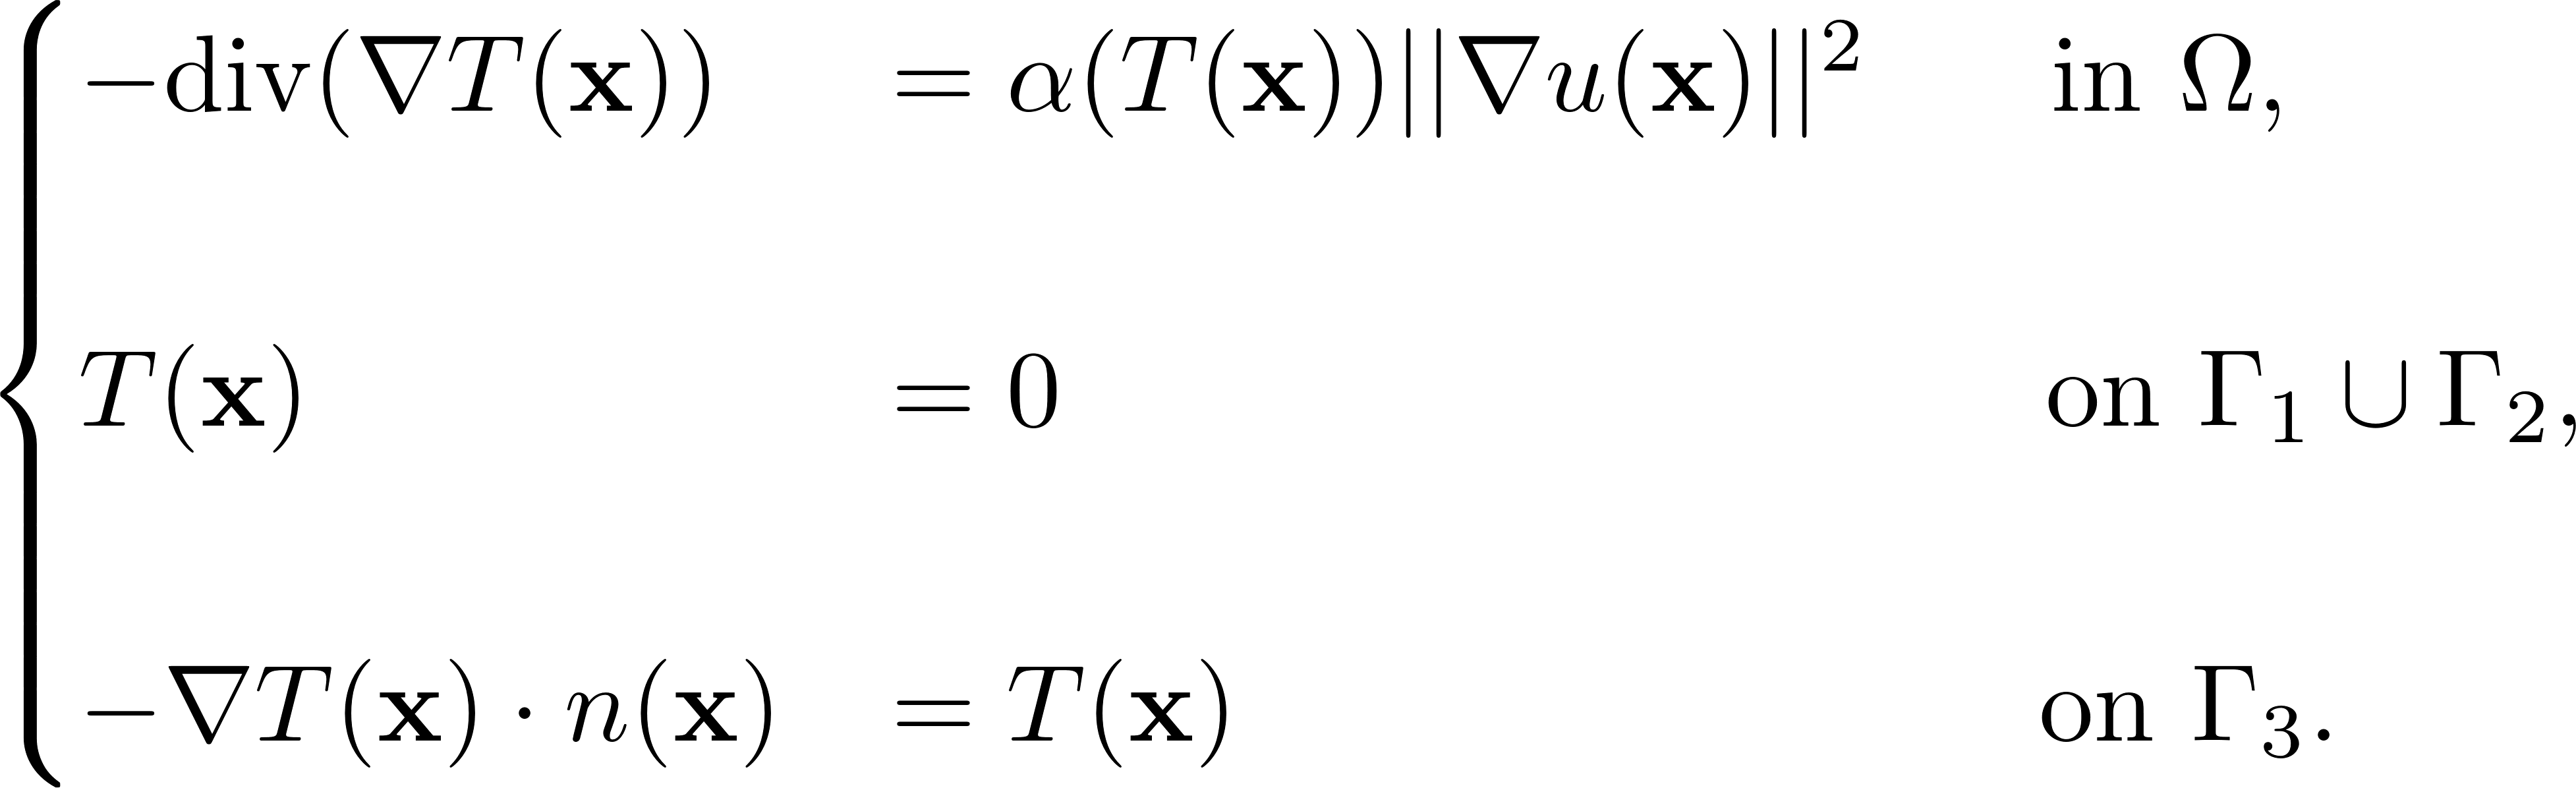 −div(∇T(𝐱)) = α(T(𝐱))||∇u(𝐱)||² in Ω,
T(𝐱) = 0 on Γ₁ ∪ Γ₂,
−∇T(𝐱) · n(𝐱) = T(𝐱) on Γ₃.